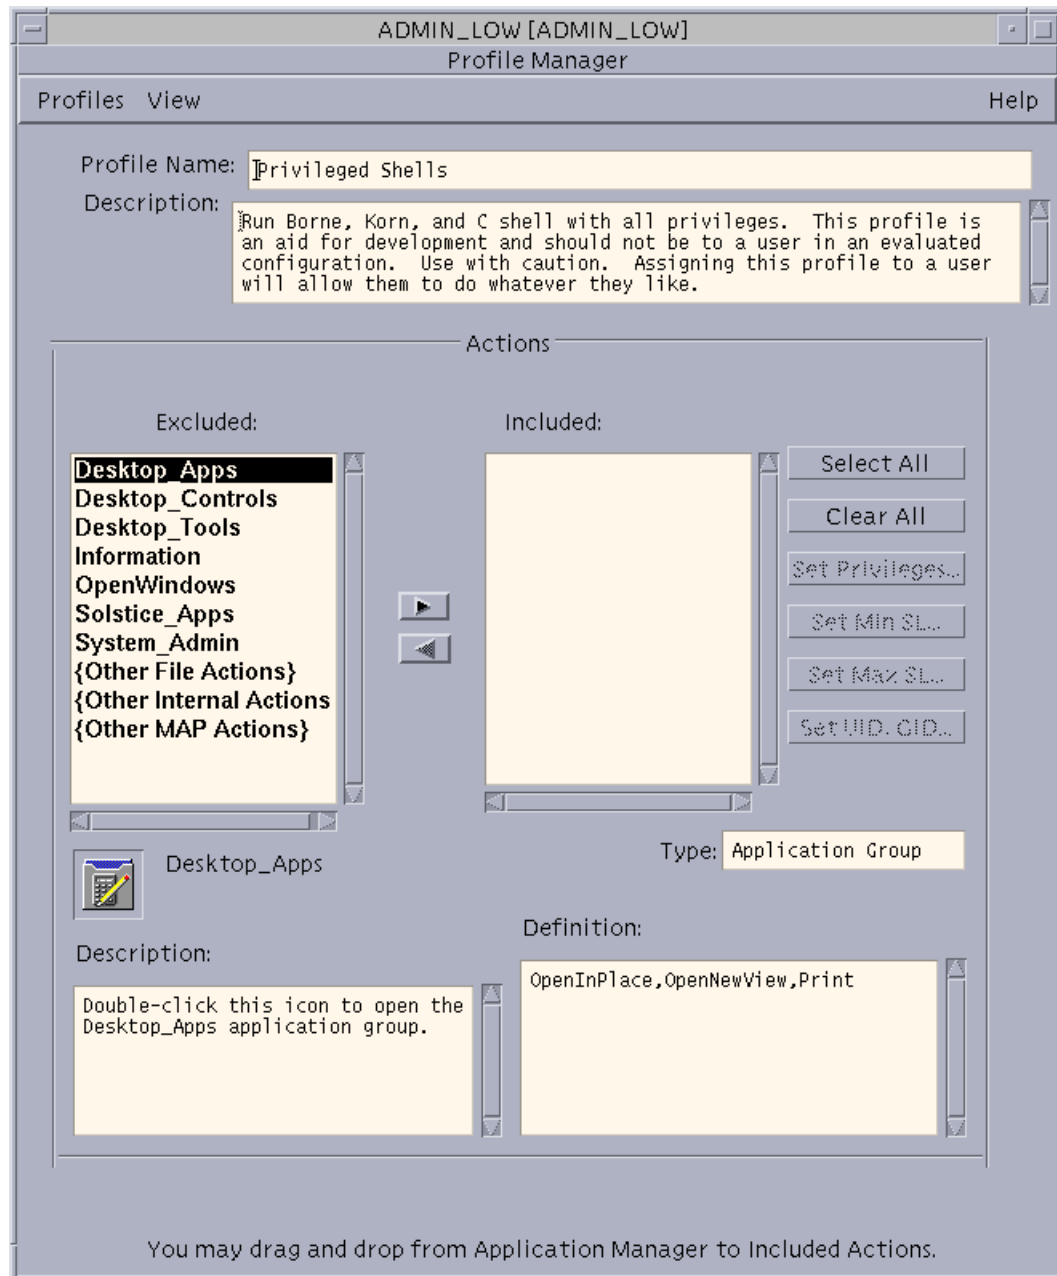 ADMIN_LOW [ADMIN_LOW]
Profile Manager
Profiles View Help
Profile Name: Privileged Shells
Description:
Run Borne, Korn, and C shell with all privileges. This profile is
an aid for development and should not be to a user in an evaluated
configuration. Use with caution. Assigning this profile to a user
will allow them to do whatever they like.
Actions
Excluded:
Desktop_Apps
Desktop_Controls
Desktop_Tools
Information
OpenWindows
Solstice_Apps
System_Admin
{Other File Actions}
{Other Internal Actions
{Other MAP Actions}
Included:
Select All
Clear All
Set Privileges...
Set Min SL...
Set Max SL...
Set UID, GID...
Desktop_Apps
Type: Application Group
Description:
Double-click this icon to open the
Desktop_Apps application group.
Definition:
OpenInPlace,OpenNewView,Print
You may drag and drop from Application Manager to Included Actions.